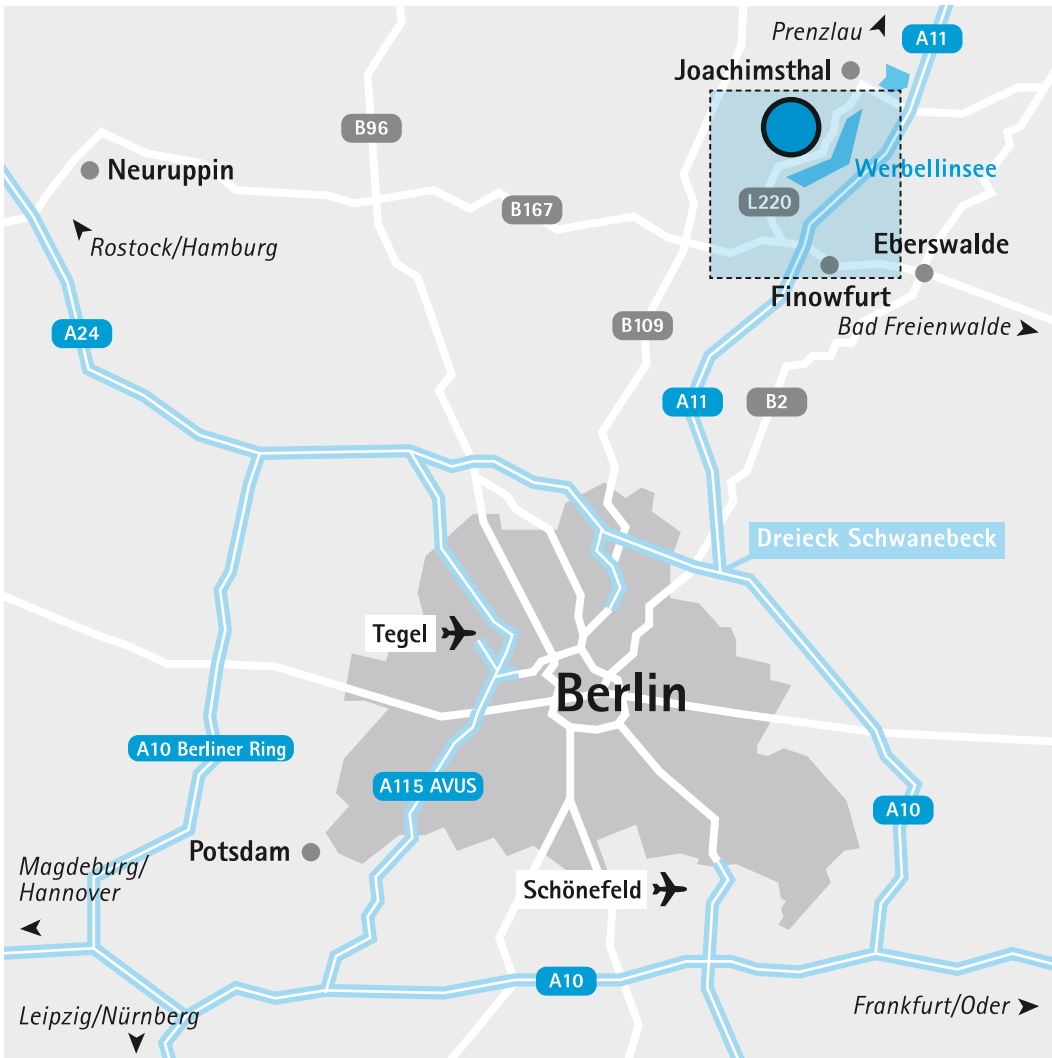 Prenzlau
A11
Joachimsthal
B96
Neuruppin
Werbellinsee
L220
B167
Rostock/Hamburg
Eberswalde
Finowfurt
A24
B109
Bad Freienwalde
A11
B2
Dreieck Schwanebeck
Tegel
Berlin
A10 Berliner Ring
A115 AVUS
A10
Potsdam
Magdeburg/
Hannover
Schönefeld
A10
Frankfurt/Oder
Leipzig/Nürnberg